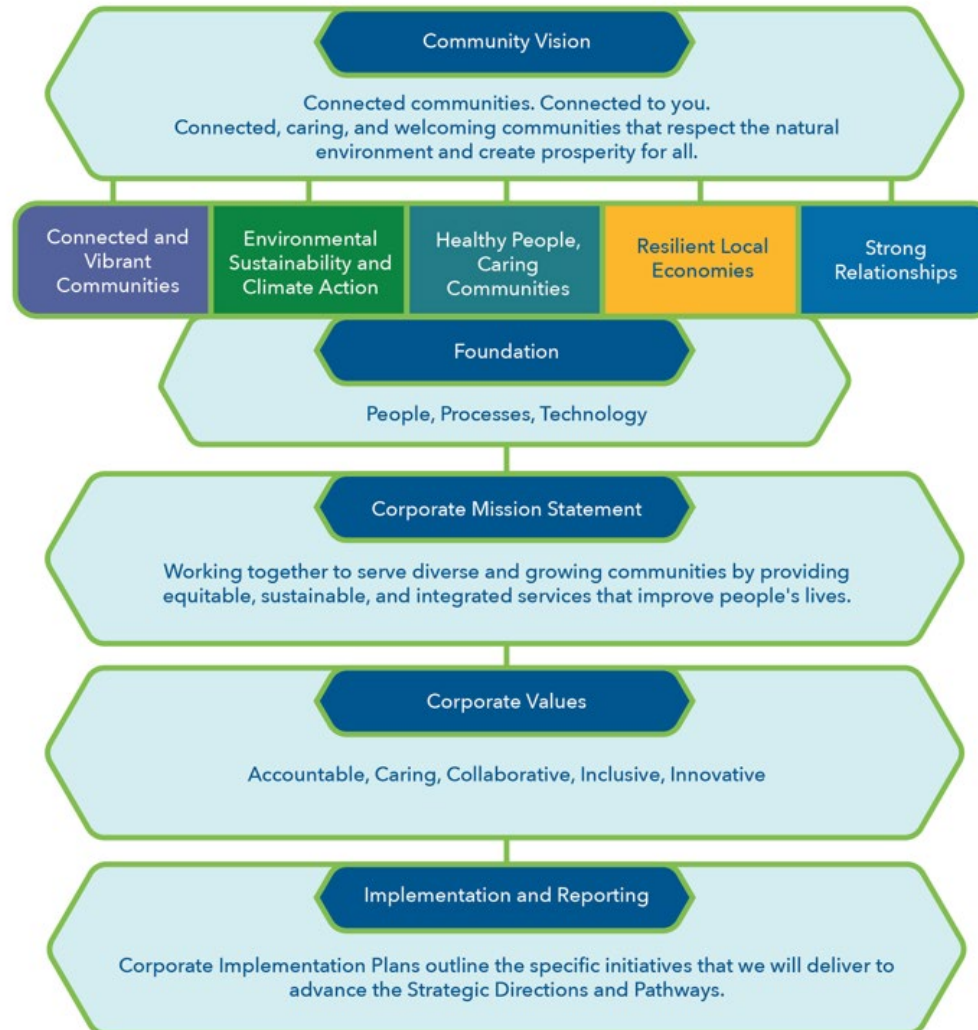 Community Vision
Connected communities. Connected to you.
Connected, caring, and welcoming communities that respect the natural
environment and create prosperity for all.
Connected and
Vibrant
Communities
Environmental
Sustainability and
Climate Action
Healthy People,
Caring
Communities
Resilient Local
Economies
Strong
Relationships
Foundation
People, Processes, Technology
Corporate Mission Statement
Working together to serve diverse and growing communities by providing
equitable, sustainable, and integrated services that improve people's lives.
Corporate Values
Accountable, Caring, Collaborative, Inclusive, Innovative
Implementation and Reporting
Corporate Implementation Plans outline the specific initiatives that we will deliver to
advance the Strategic Directions and Pathways.